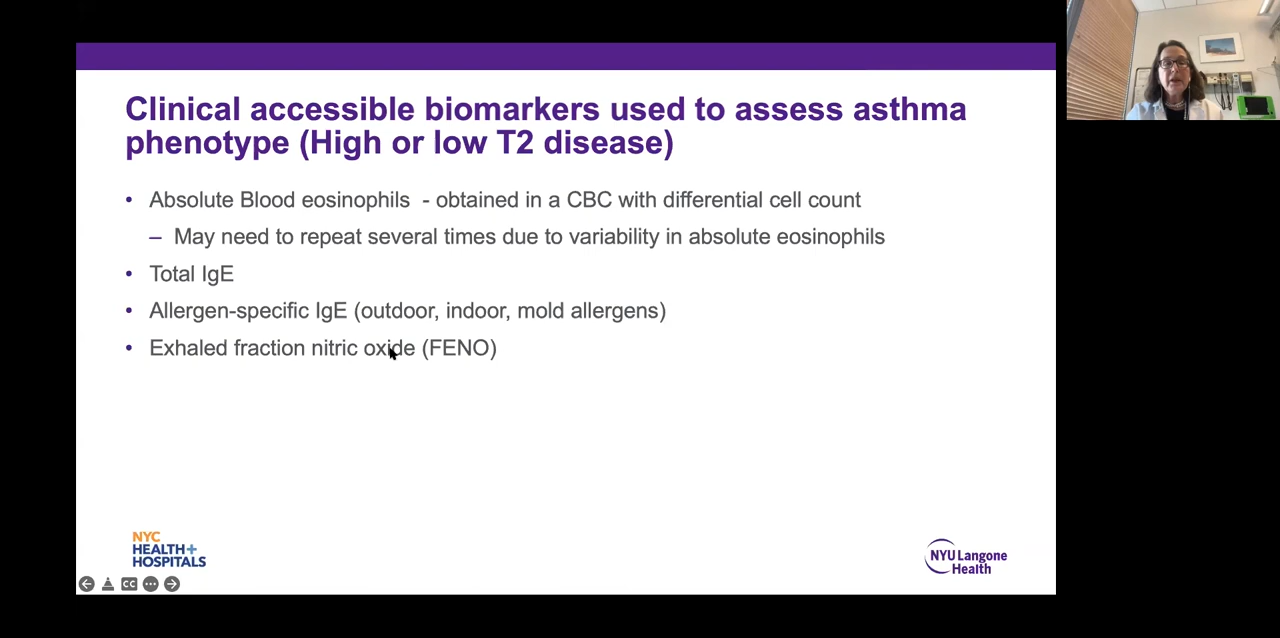 Clinical accessible biomarkers used to assess asthma
phenotype (High or low T2 disease)
• Absolute Blood eosinophils - obtained in a CBC with differential cell count
– May need to repeat several times due to variability in absolute eosinophils
• Total IgE
• Allergen-specific IgE (outdoor, indoor, mold allergens)
• Exhaled fraction nitric oxide (FENO)
NYC
HEALTH+
HOSPITALS
NYU Langone
Health
CC